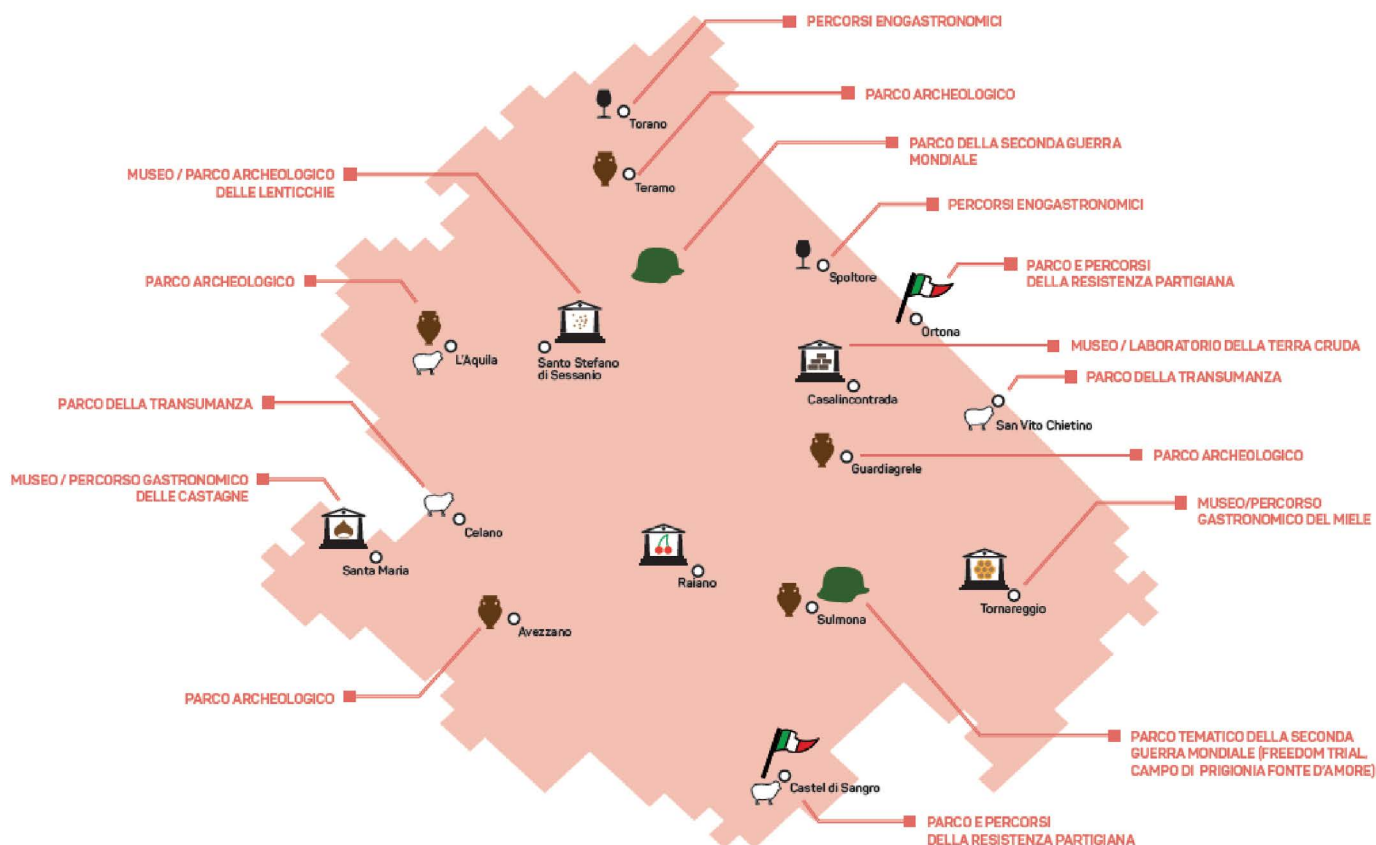 PERCORSI ENOGASTRONOMICI
PARCO ARCHEOLOGICO
Torano
PARCO DELLA SECONDA GUERRA
MONDIALE
MUSEO / PARCO ARCHEOLOGICO
DELLE LENTICCHIE
Teramo
PERCORSI ENOGASTRONOMICI
PARCO E PERCORSI
DELLA RESISTENZA PARTIGIANA
PARCO ARCHEOLOGICO
Spoltore
Ortona
L'Aquila
Santo Stefano
di Sessanio
MUSEO / LABORATORIO DELLA TERRA CRUDA
PARCO DELLA TRANSUMANZA
Casalincontrada
PARCO DELLA TRANSUMANZA
San Vito Chietino
PARCO ARCHEOLOGICO
Guardiagrele
MUSEO / PERCORSO GASTRONOMICO
DELLE CASTAGNE
MUSEO/PERCORSO
GASTRONOMICO DEL MIELE
Celano
Santa Maria
Raiano
Tornareggio
Sulmona
Avezzano
PARCO ARCHEOLOGICO
PARCO TEMATICO DELLA SECONDA
GUERRA MONDIALE (FREEDOM TRIAL,
CAMPO DI PRIGIONIA FONTE D'AMORE)
Castel di Sangro
PARCO E PERCORSI
DELLA RESISTENZA PARTIGIANA